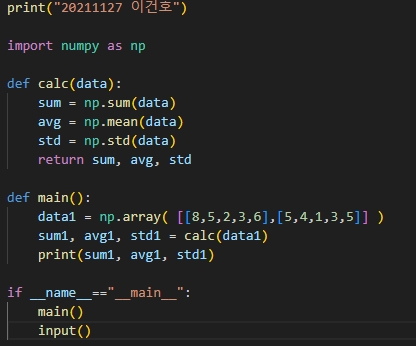 print("20211127 이건호")
import numpy as np
def calc(data):
    sum = np.sum(data)
    avg = np.mean(data)
    std = np.std(data)
    return sum, avg, std
def main():
    data1 = np.array( [[8,5,2,3,6],[5,4,1,3,5]] )
    sum1, avg1, std1 = calc(data1)
    print(sum1, avg1, std1)
if __name__=="__main__":
    main()
    input()